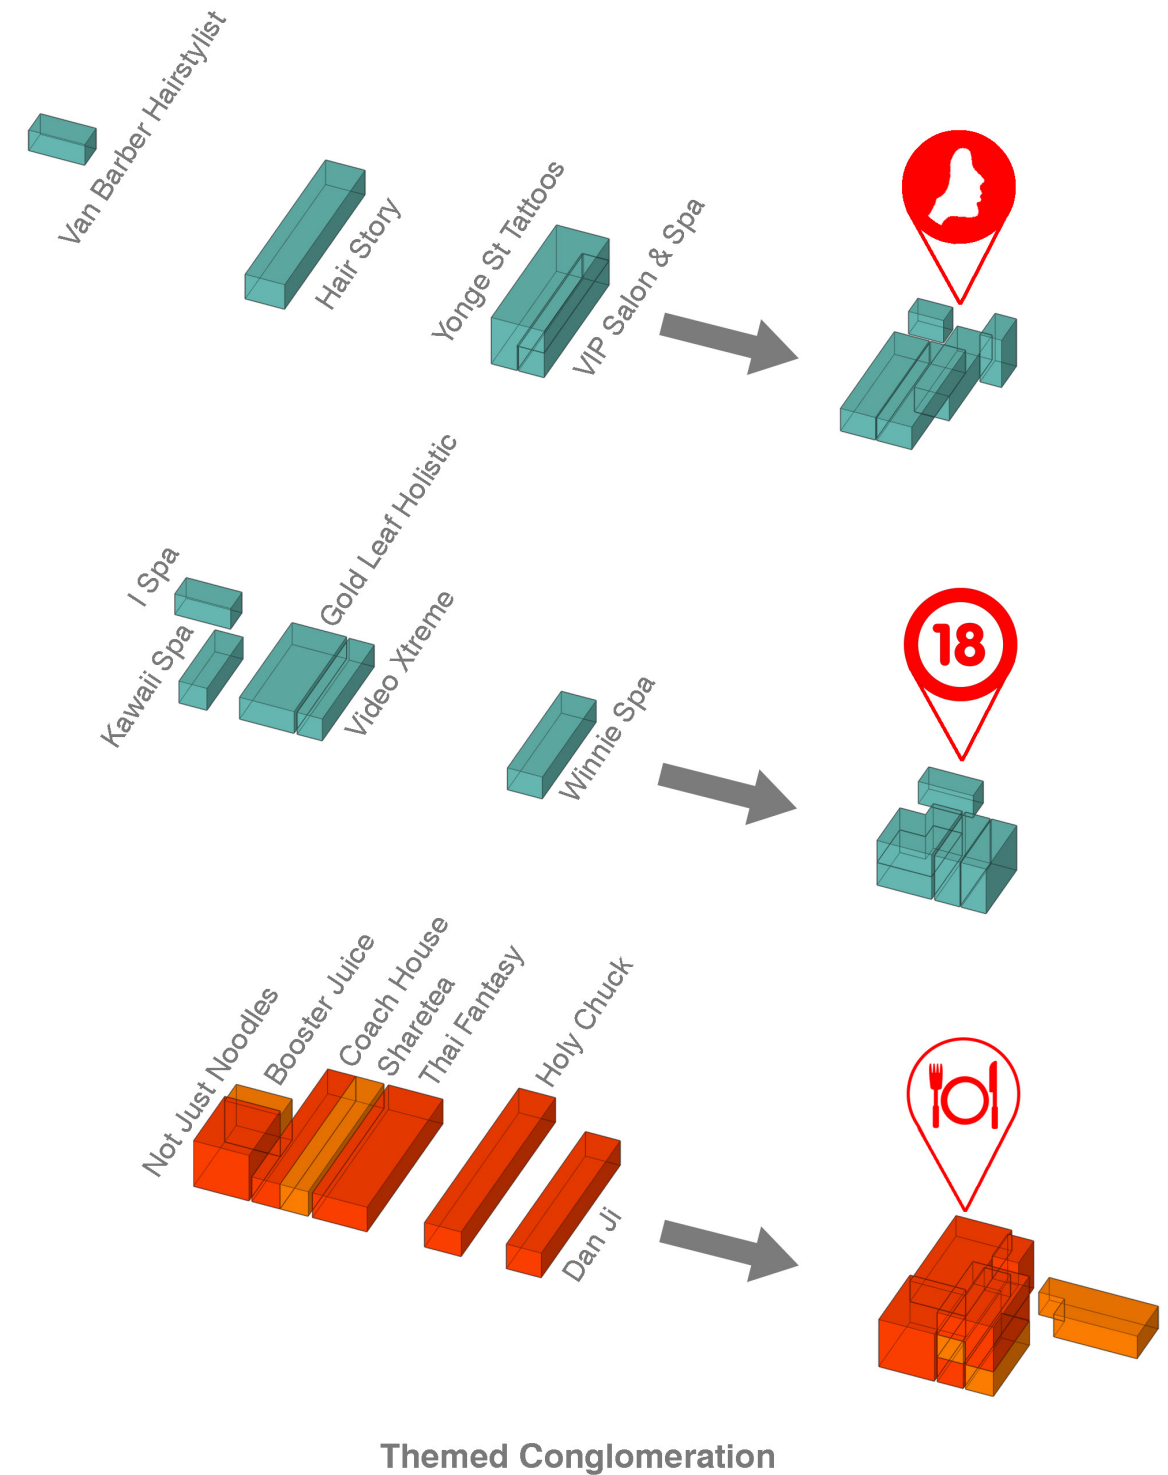 Van Barber Hairstylist
Hair Story
Yonge St Tattoos
VIP Salon & Spa
I Spa
Kawaii Spa
Gold Leaf Holistic
Video Xtreme
Winnie Spa
18
Not Just Noodles
Booster Juice
Coach House
Sharetea
Thai Fantasy
Holy Chuck
Dan Ji
Themed Conglomeration